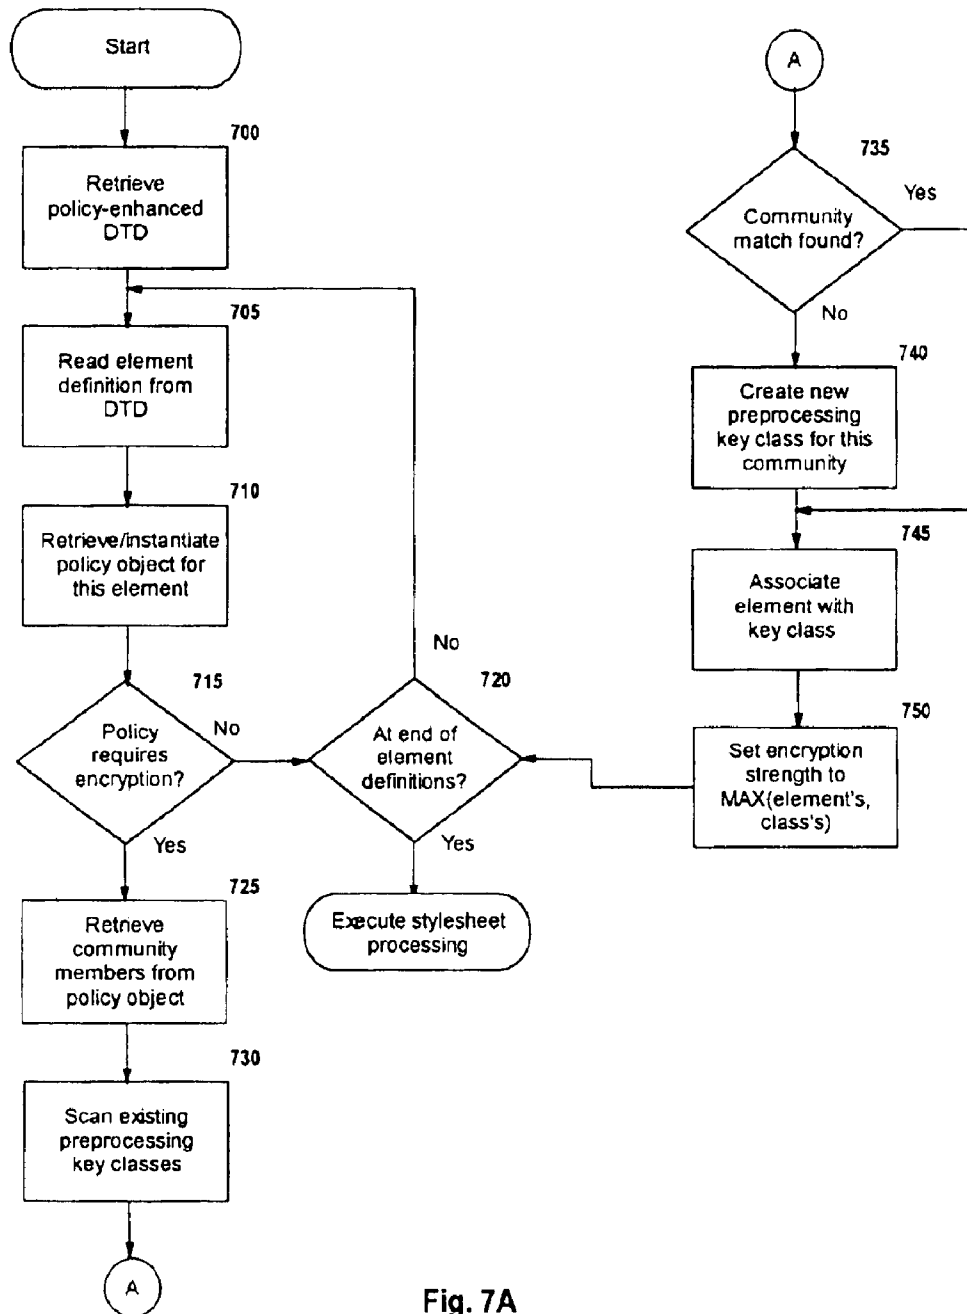 Start
700
Retrieve
policy-enhanced
DTD
705
Read element
definition from
DTD
710
Retrieve/instantiate
policy object for
this element
715
Policy
requires
encryption?
No
Yes
720
At end of
element
definitions?
No
Yes
Execute stylesheet
processing
725
Retrieve
community
members from
policy object
730
Scan existing
preprocessing
key classes
A
A
735
Community
match found?
Yes
No
740
Create new
preprocessing
key class for this
community
745
Associate
element with
key class
750
Set encryption
strength to
MAX(element's,
class's)
Fig. 7A